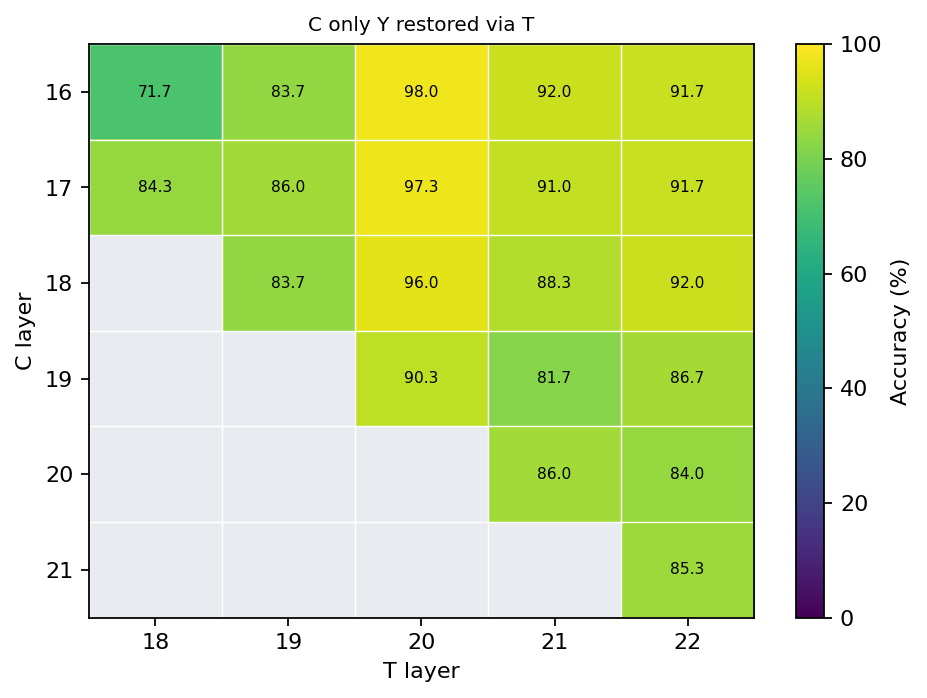 C only Y restored via T
16 71.7 83.7 98.0 92.0 91.7
17 84.3 86.0 97.3 91.0 91.7
18 83.7 96.0 88.3 92.0
19 90.3 81.7 86.7
20 86.0 84.0
21 85.3
18 19 20 21 22
T layer
C layer
100
80
60
40
20
0
Accuracy (%)